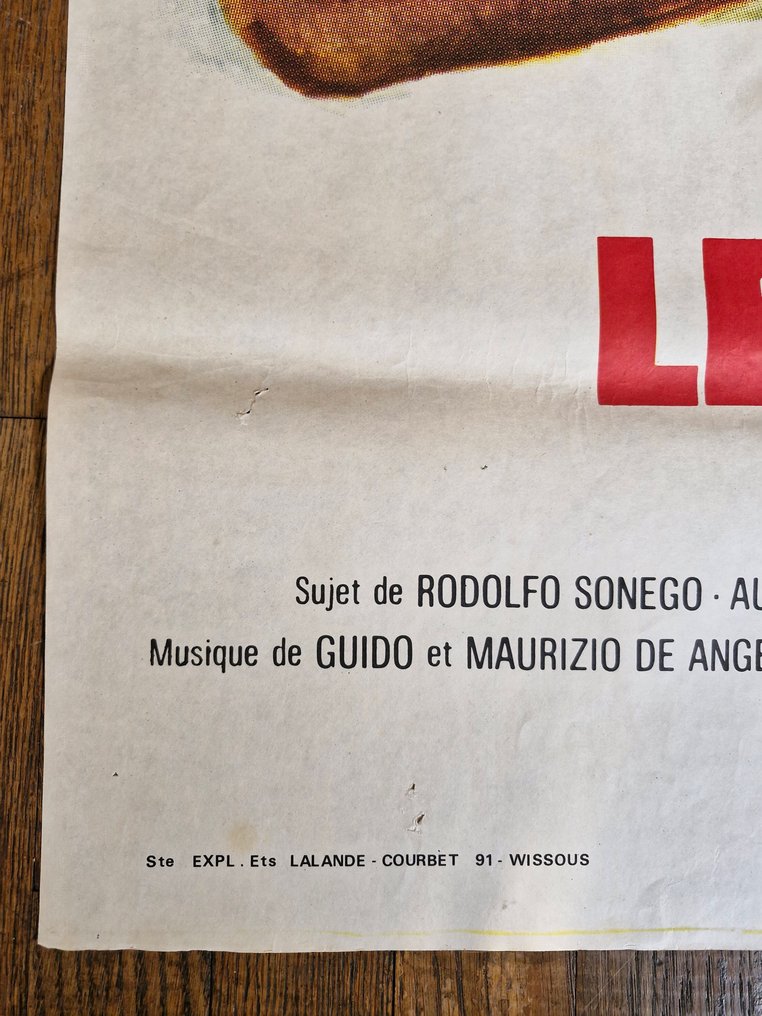 LE
Sujet de RODOLFO SONEGO · AU
Musique de GUIDO et MAURIZIO DE ANGE
Ste EXPL. Ets LALANDE - COURBET 91 - WISSOUS